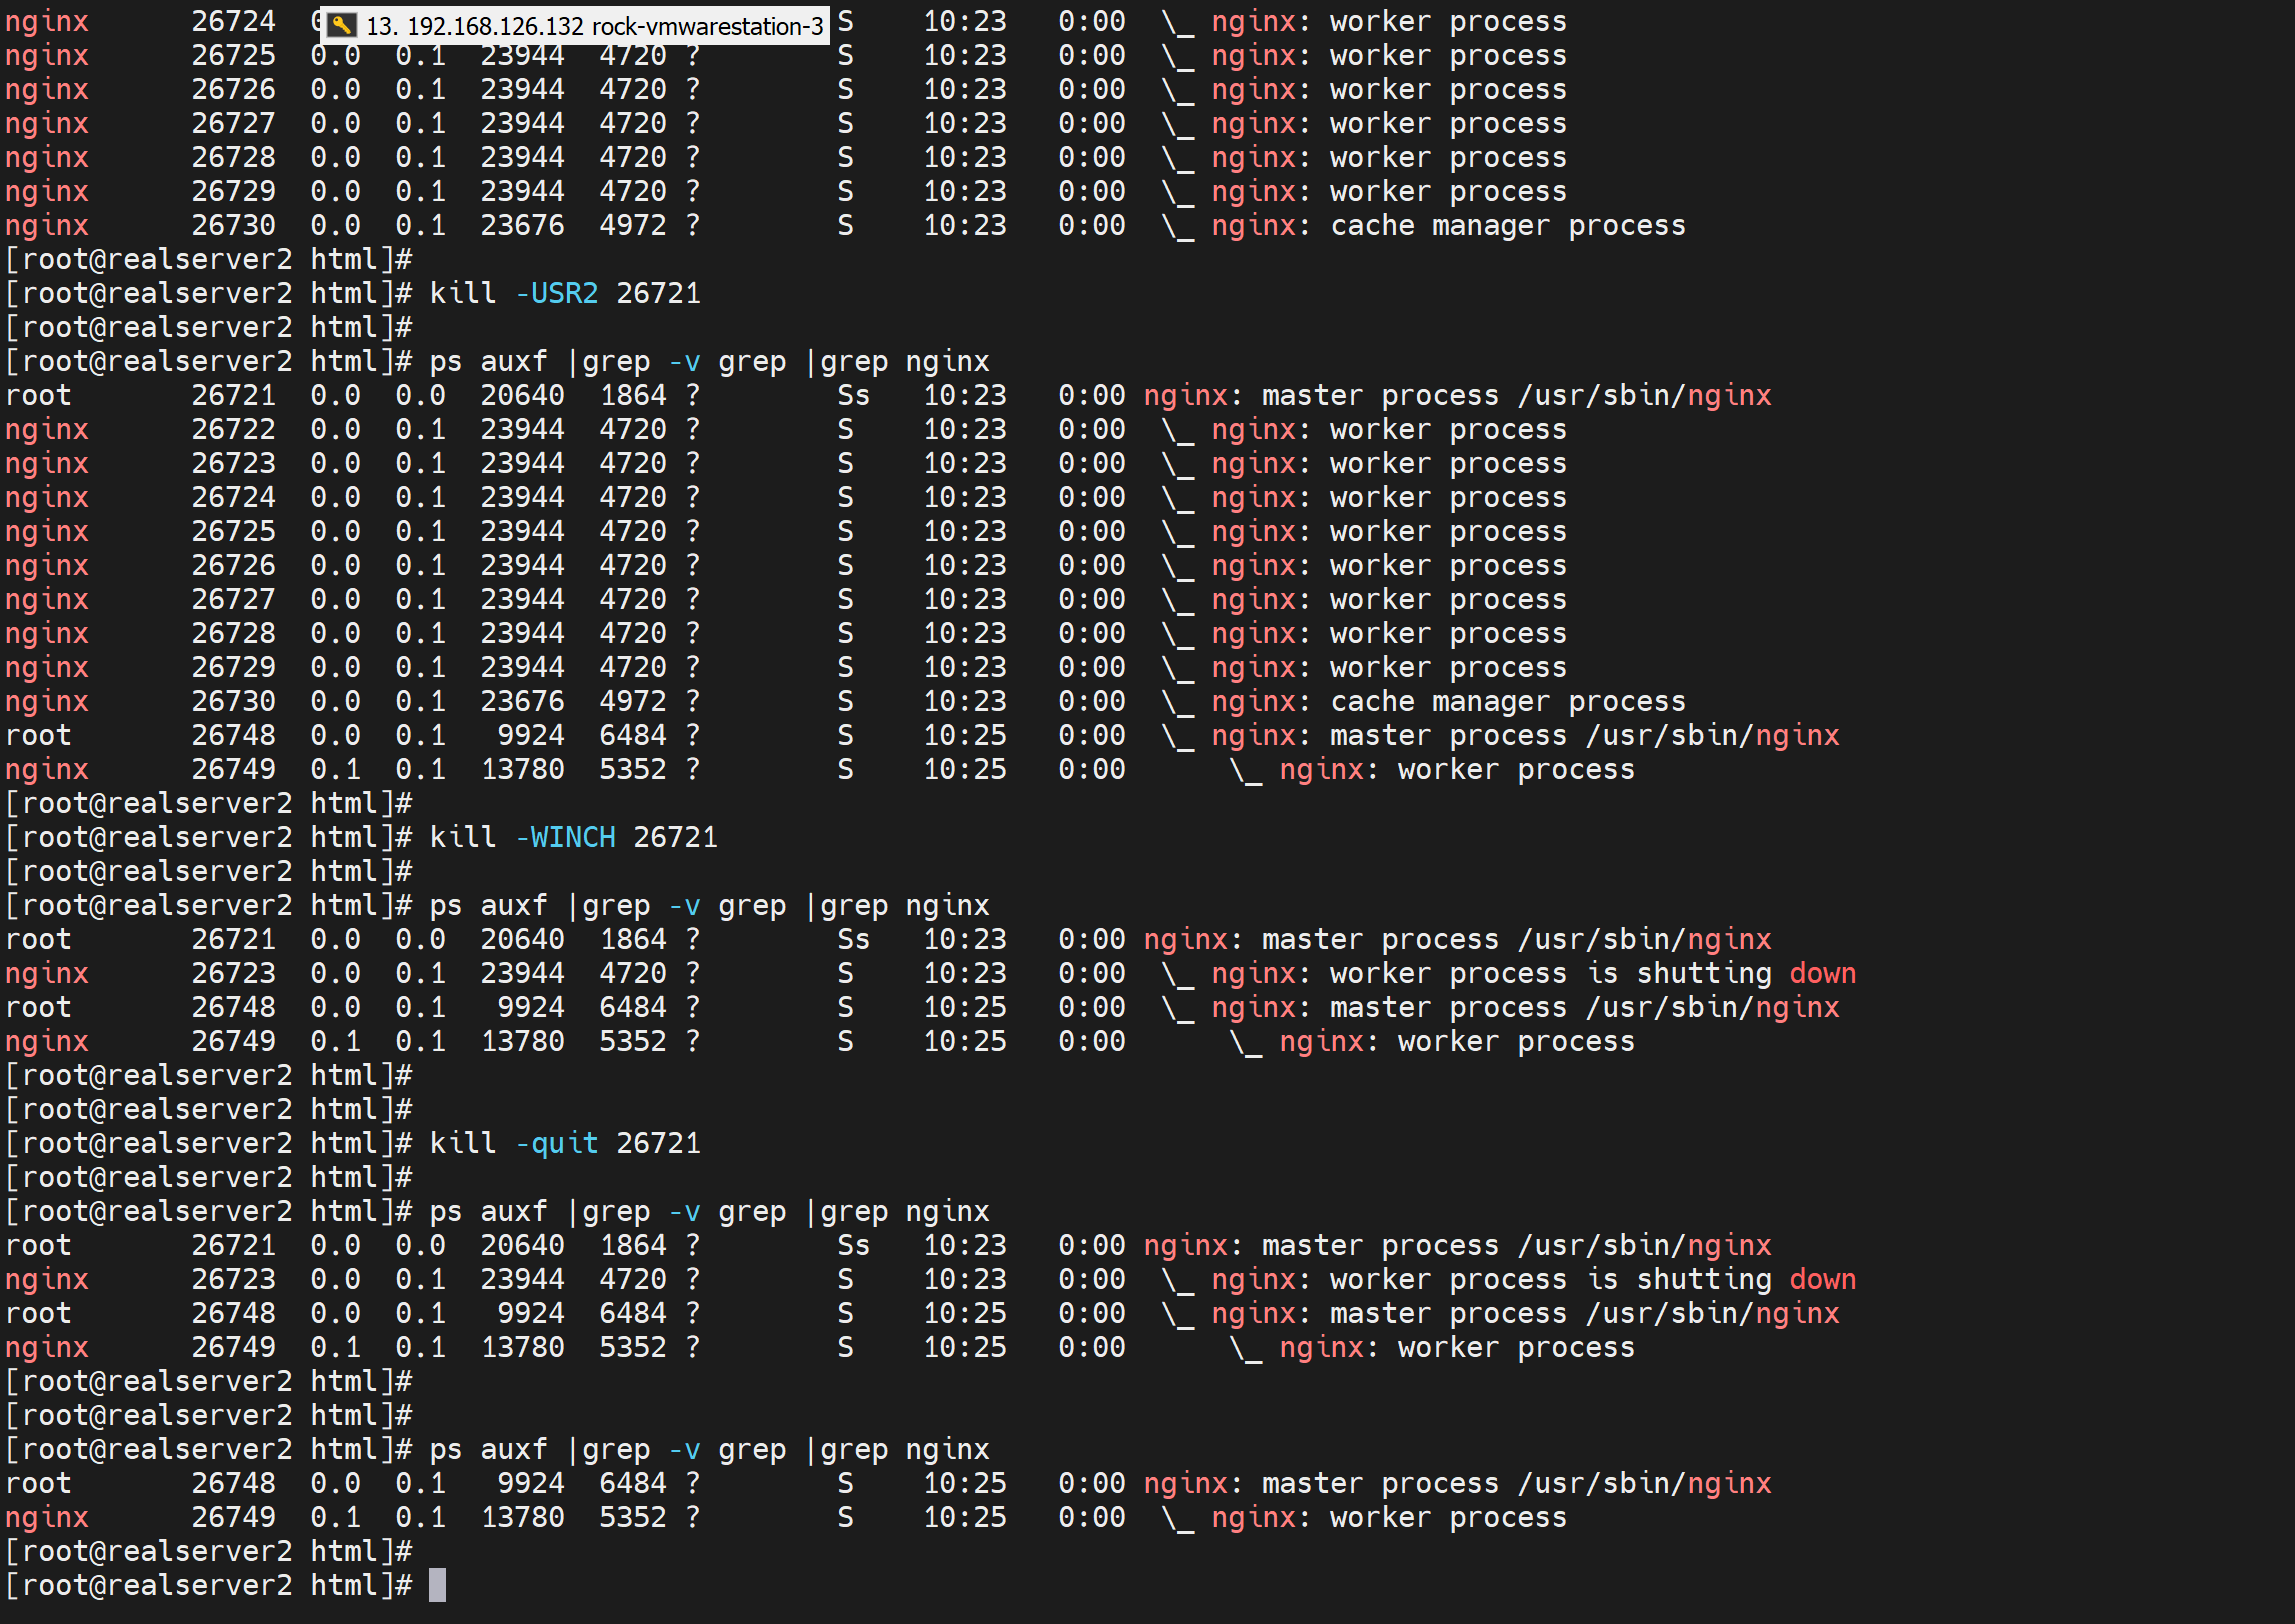 nginx      26724  0 13. 192.168.126.132 rock-vmwarestation-3 S    10:23   0:00  \_ nginx: worker process
nginx      26725  0.0  0.1  23944  4720 ?        S    10:23   0:00  \_ nginx: worker process
nginx      26726  0.0  0.1  23944  4720 ?        S    10:23   0:00  \_ nginx: worker process
nginx      26727  0.0  0.1  23944  4720 ?        S    10:23   0:00  \_ nginx: worker process
nginx      26728  0.0  0.1  23944  4720 ?        S    10:23   0:00  \_ nginx: worker process
nginx      26729  0.0  0.1  23944  4720 ?        S    10:23   0:00  \_ nginx: worker process
nginx      26730  0.0  0.1  23676  4972 ?        S    10:23   0:00  \_ nginx: cache manager process
[root@realserver2 html]#
[root@realserver2 html]# kill -USR2 26721
[root@realserver2 html]#
[root@realserver2 html]# ps auxf |grep -v grep |grep nginx
root       26721  0.0  0.0  20640  1864 ?        Ss   10:23   0:00 nginx: master process /usr/sbin/nginx
nginx      26722  0.0  0.1  23944  4720 ?        S    10:23   0:00  \_ nginx: worker process
nginx      26723  0.0  0.1  23944  4720 ?        S    10:23   0:00  \_ nginx: worker process
nginx      26724  0.0  0.1  23944  4720 ?        S    10:23   0:00  \_ nginx: worker process
nginx      26725  0.0  0.1  23944  4720 ?        S    10:23   0:00  \_ nginx: worker process
nginx      26726  0.0  0.1  23944  4720 ?        S    10:23   0:00  \_ nginx: worker process
nginx      26727  0.0  0.1  23944  4720 ?        S    10:23   0:00  \_ nginx: worker process
nginx      26728  0.0  0.1  23944  4720 ?        S    10:23   0:00  \_ nginx: worker process
nginx      26729  0.0  0.1  23944  4720 ?        S    10:23   0:00  \_ nginx: worker process
nginx      26730  0.0  0.1  23676  4972 ?        S    10:23   0:00  \_ nginx: cache manager process
root       26748  0.0  0.1   9924  6484 ?        S    10:25   0:00  \_ nginx: master process /usr/sbin/nginx
nginx      26749  0.1  0.1  13780  5352 ?        S    10:25   0:00      \_ nginx: worker process
[root@realserver2 html]#
[root@realserver2 html]# kill -WINCH 26721
[root@realserver2 html]#
[root@realserver2 html]# ps auxf |grep -v grep |grep nginx
root       26721  0.0  0.0  20640  1864 ?        Ss   10:23   0:00 nginx: master process /usr/sbin/nginx
nginx      26723  0.0  0.1  23944  4720 ?        S    10:23   0:00  \_ nginx: worker process is shutting down
root       26748  0.0  0.1   9924  6484 ?        S    10:25   0:00  \_ nginx: master process /usr/sbin/nginx
nginx      26749  0.1  0.1  13780  5352 ?        S    10:25   0:00      \_ nginx: worker process
[root@realserver2 html]#
[root@realserver2 html]#
[root@realserver2 html]# kill -quit 26721
[root@realserver2 html]#
[root@realserver2 html]# ps auxf |grep -v grep |grep nginx
root       26721  0.0  0.0  20640  1864 ?        Ss   10:23   0:00 nginx: master process /usr/sbin/nginx
nginx      26723  0.0  0.1  23944  4720 ?        S    10:23   0:00  \_ nginx: worker process is shutting down
root       26748  0.0  0.1   9924  6484 ?        S    10:25   0:00  \_ nginx: master process /usr/sbin/nginx
nginx      26749  0.1  0.1  13780  5352 ?        S    10:25   0:00      \_ nginx: worker process
[root@realserver2 html]#
[root@realserver2 html]#
[root@realserver2 html]# ps auxf |grep -v grep |grep nginx
root       26748  0.0  0.1   9924  6484 ?        S    10:25   0:00 nginx: master process /usr/sbin/nginx
nginx      26749  0.1  0.1  13780  5352 ?        S    10:25   0:00  \_ nginx: worker process
[root@realserver2 html]#
[root@realserver2 html]#